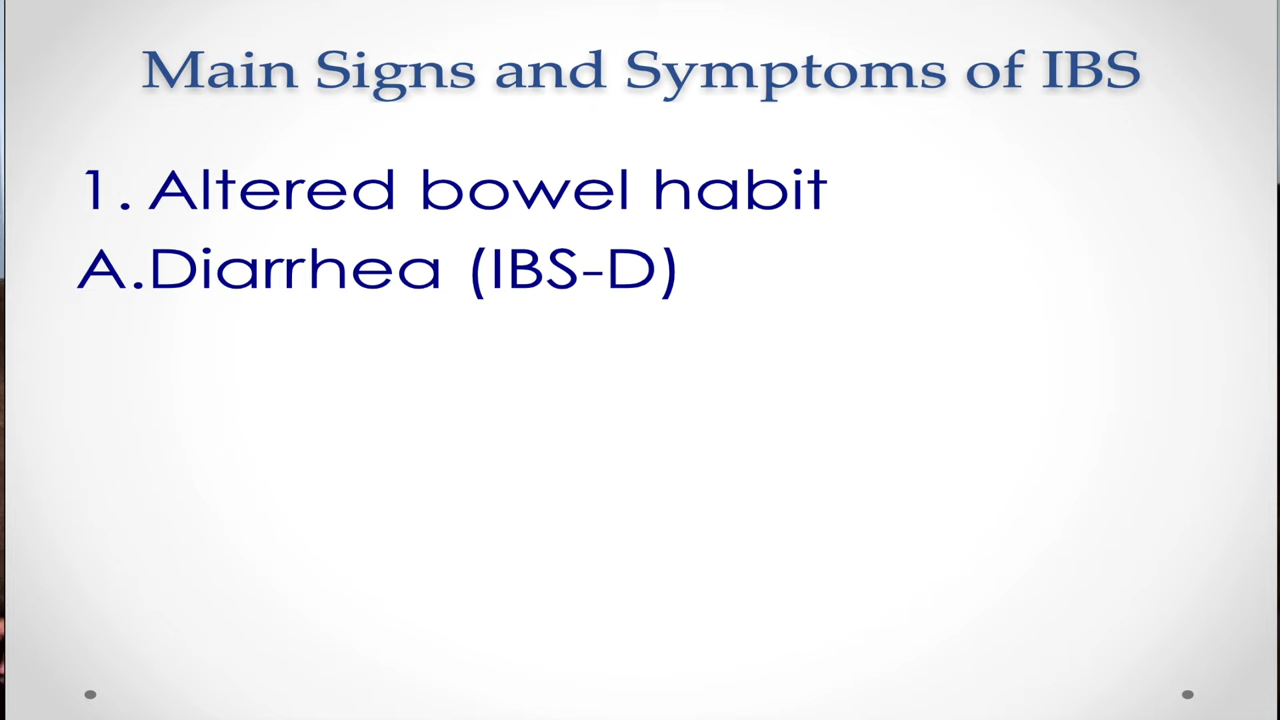 Main Signs and Symptoms of IBS
1. Altered bowel habit
A.Diarrhea (IBS-D)